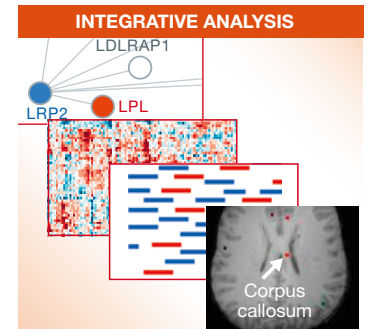 INTEGRATIVE ANALYSIS
LDLRAP1
LRP2
LPL
Corpus
callosum